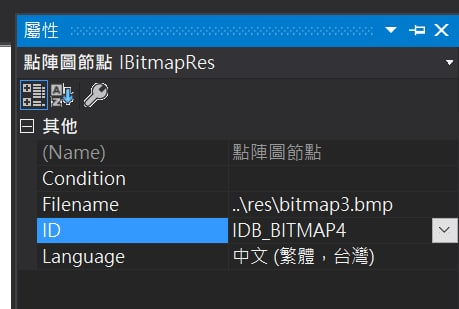 屬性
點陣圖節點 IBitmapRes
其他
(Name) 點陣圖節點
Condition
Filename ..\res\bitmap3.bmp
ID IDB_BITMAP4
Language 中文 (繁體，台灣)